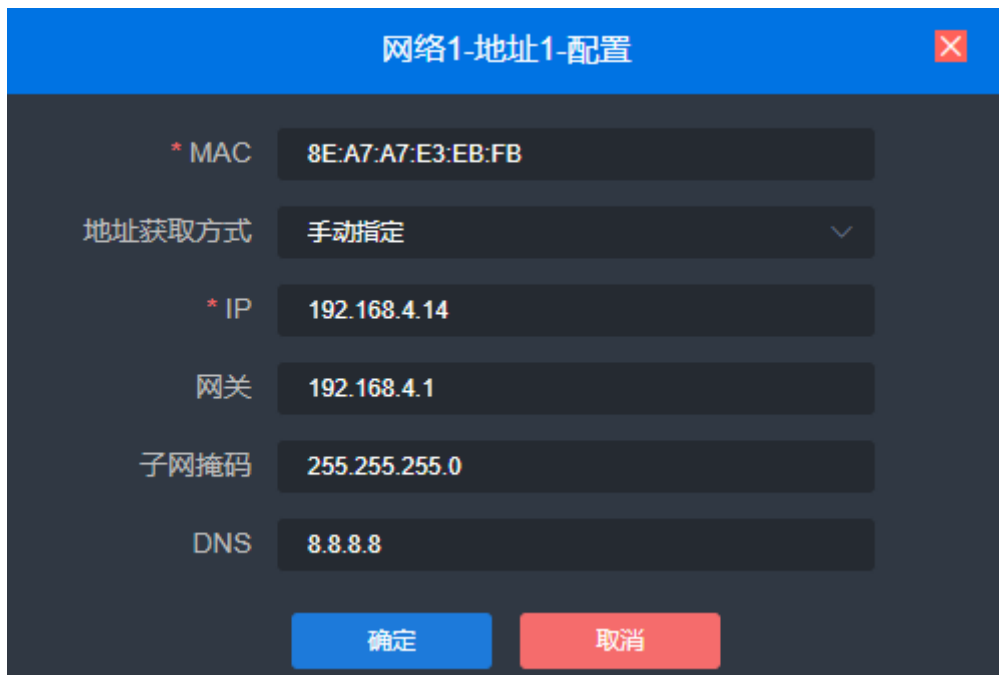 网络1-地址1-配置
* MAC 8E:A7:A7:E3:EB:FB
地址获取方式 手动指定
* IP 192.168.4.14
网关 192.168.4.1
子网掩码 255.255.255.0
DNS 8.8.8.8
确定 取消